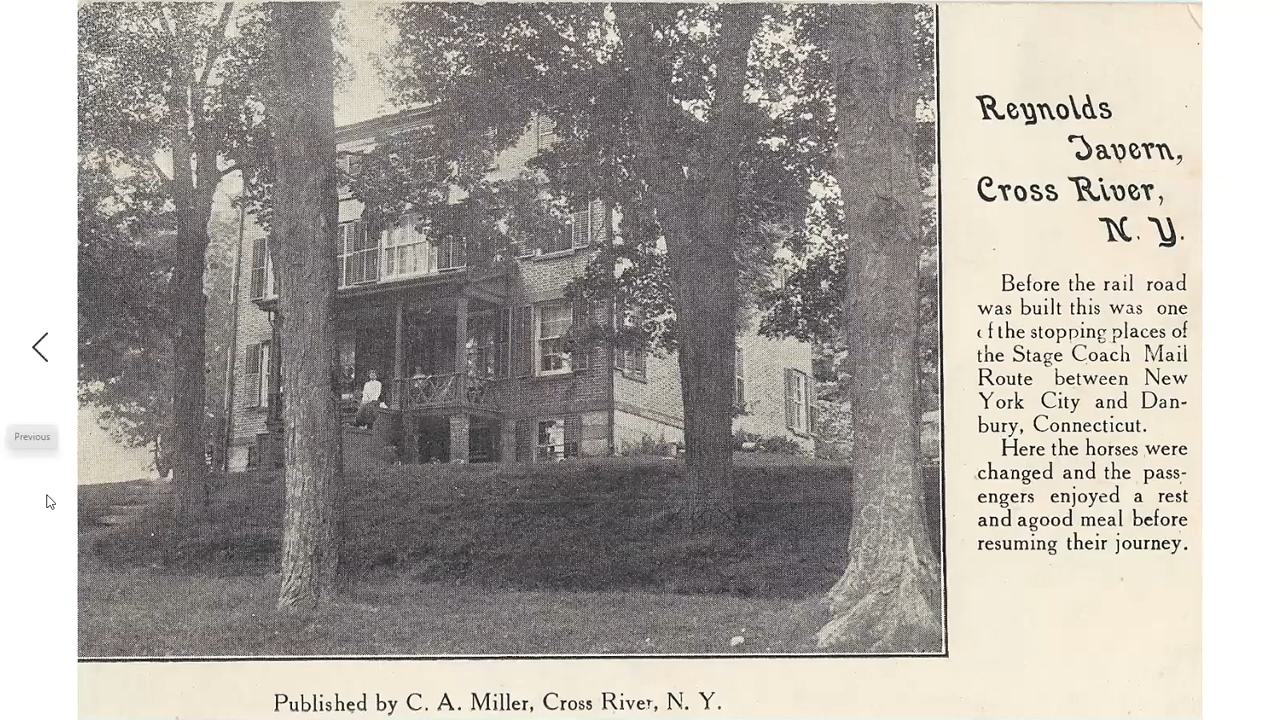 Reynolds
Tavern,
Cross River,
N. Y.
Before the rail road
was built this was one
of the stopping places of
the Stage Coach Mail
Route between New
York City and Dan-
bury, Connecticut.
Here the horses were
changed and the pass-
engers enjoyed a rest
and agood meal before
resuming their journey.
Previous
Published by C. A. Miller, Cross River, N. Y.